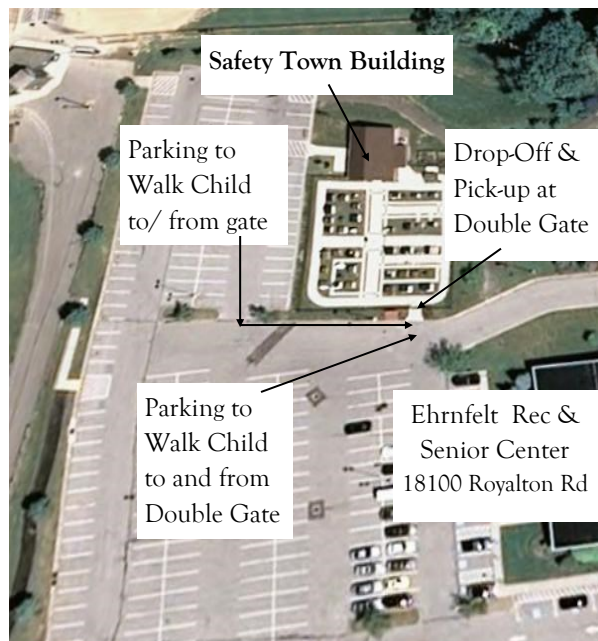 Safety Town Building
Parking to
Walk Child
to/ from gate
Drop-Off &
Pick-up at
Double Gate
Parking to
Walk Child
to and from
Double Gate
Ehrnfelt Rec &
Senior Center
18100 Royalton Rd